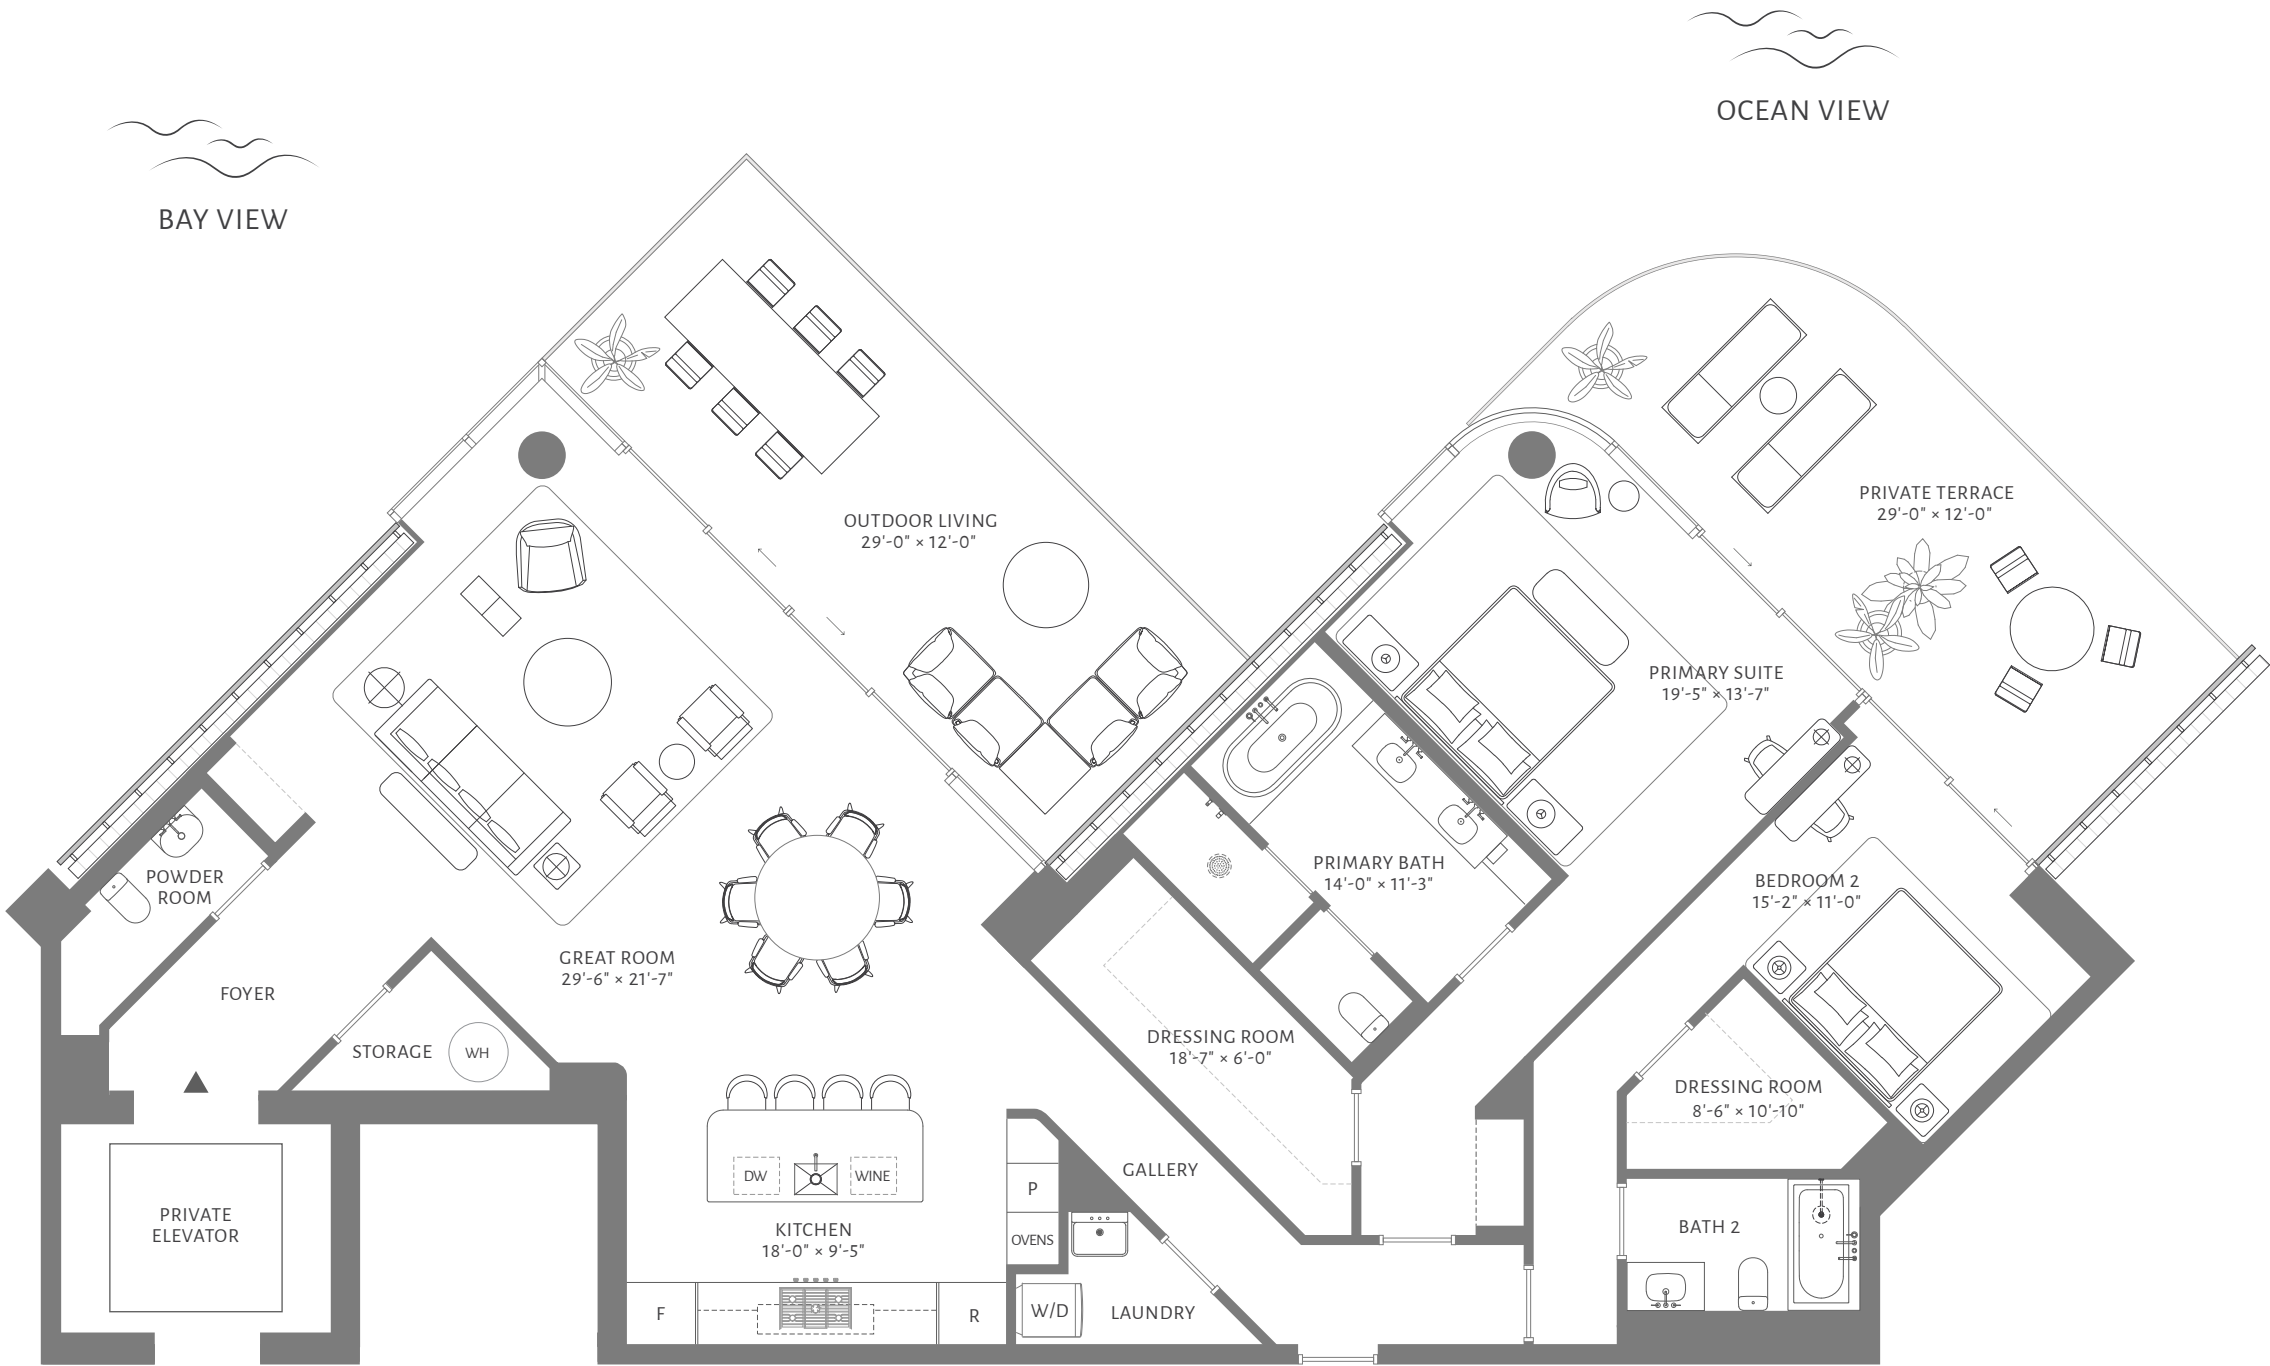 OCEAN VIEW
BAY VIEW
PRIVATE TERRACE
29'-0" × 12'-0"
OUTDOOR LIVING
29'-0" × 12'-0"
PRIMARY SUITE
19'-5" × 13'-7"
PRIMARY BATH
14'-0" × 11'-3"
POWDER
ROOM
BEDROOM 2
15'-2" × 11'-0"
GREAT ROOM
29'-6" × 21'-7"
FOYER
STORAGE
WH
DRESSING ROOM
18'-7" × 6'-0"
DRESSING ROOM
8'-6" × 10'-10"
GALLERY
DW
WINE
P
PRIVATE
ELEVATOR
KITCHEN
18'-0" × 9'-5"
OVENS
BATH 2
F
R
W/D
LAUNDRY